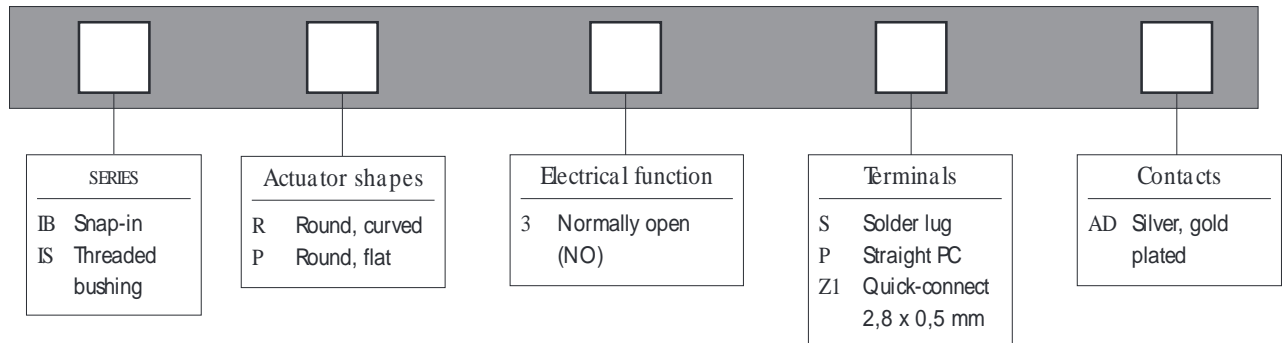 SERIES
IB Snap-in
IS Threaded
bushing
Actuator shapes
R Round, curved
P Round, flat
Electrical function
3 Normally open
(NO)
Terminals
S Solder lug
P Straight PC
Z1 Quick-connect
2,8 x 0,5 mm
Contacts
AD Silver, gold
plated